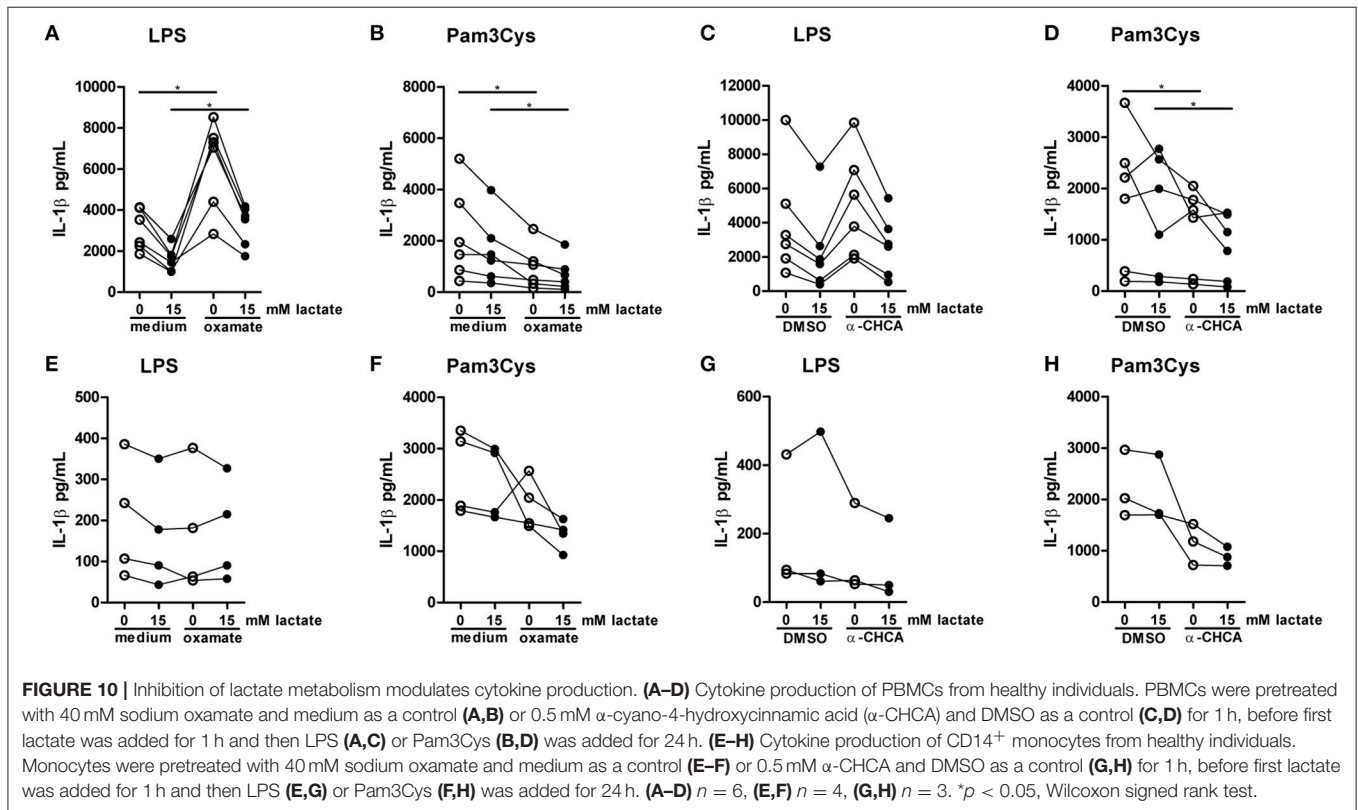 A LPS
B Pam3Cys
C LPS
D Pam3Cys
IL-1β pg/mL
10000
8000
6000
4000
2000
0
* *
0 15 0 15 mM lactate
medium oxamate
IL-1β pg/mL
8000
6000
4000
2000
0
* *
0 15 0 15 mM lactate
medium oxamate
IL-1β pg/mL
12000
10000
8000
6000
4000
2000
0
0 15 0 15 mM lactate
DMSO α-CHCA
IL-1β pg/mL
4000
3000
2000
1000
0
* *
0 15 0 15 mM lactate
DMSO α-CHCA
E LPS
F Pam3Cys
G LPS
H Pam3Cys
IL-1β pg/mL
500
400
300
200
100
0
0 15 0 15 mM lactate
medium oxamate
IL-1β pg/mL
4000
3000
2000
1000
0
0 15 0 15 mM lactate
medium oxamate
IL-1β pg/mL
600
400
200
0
0 15 0 15 mM lactate
DMSO α-CHCA
IL-1β pg/mL
4000
3000
2000
1000
0
0 15 0 15 mM lactate
DMSO α-CHCA
FIGURE 10 | Inhibition of lactate metabolism modulates cytokine production. (A–D) Cytokine production of PBMCs from healthy individuals. PBMCs were pretreated
with 40 mM sodium oxamate and medium as a control (A,B) or 0.5 mM α-cyano-4-hydroxycinnamic acid (α-CHCA) and DMSO as a control (C,D) for 1 h, before first
lactate was added for 1 h and then LPS (A,C) or Pam3Cys (B,D) was added for 24 h. (E–H) Cytokine production of CD14⁺ monocytes from healthy individuals.
Monocytes were pretreated with 40 mM sodium oxamate and medium as a control (E–F) or 0.5 mM α-CHCA and DMSO as a control (G,H) for 1 h, before first lactate
was added for 1 h and then LPS (E,G) or Pam3Cys (F,H) was added for 24 h. (A–D) n = 6, (E,F) n = 4, (G,H) n = 3. *p < 0.05, Wilcoxon signed rank test.